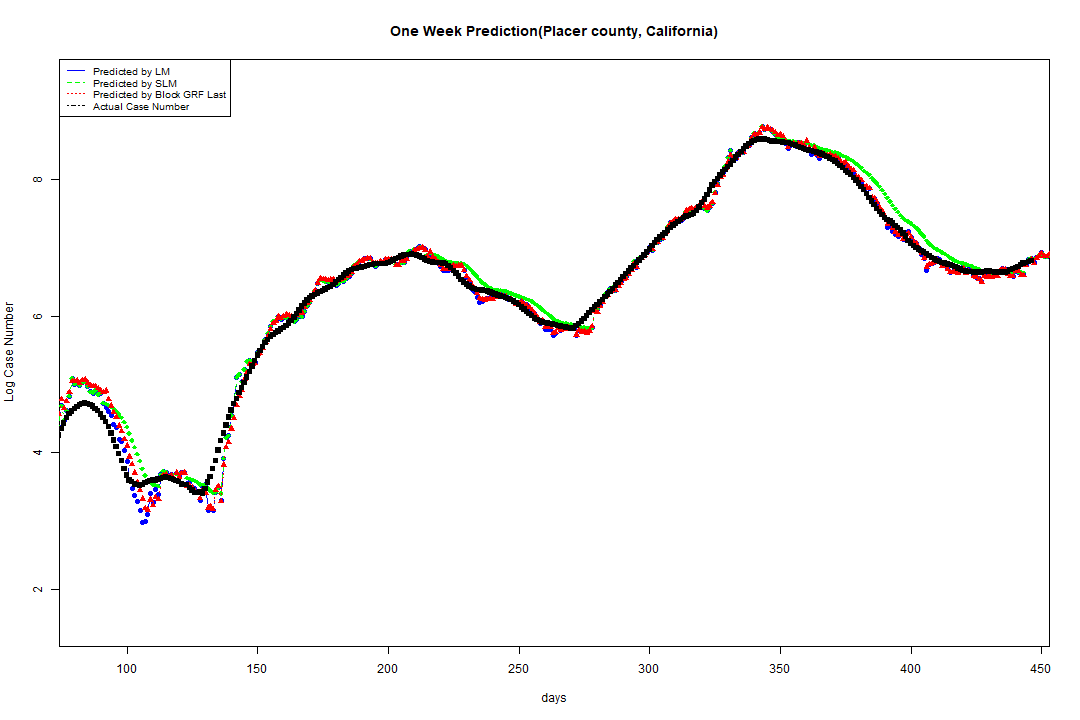 One Week Prediction(Placer county, California)
Predicted by LM
Predicted by SLM
Predicted by Block GRF Last
Actual Case Number
8
6
4
2
Log Case Number
100 150 200 250 300 350 400 450
days